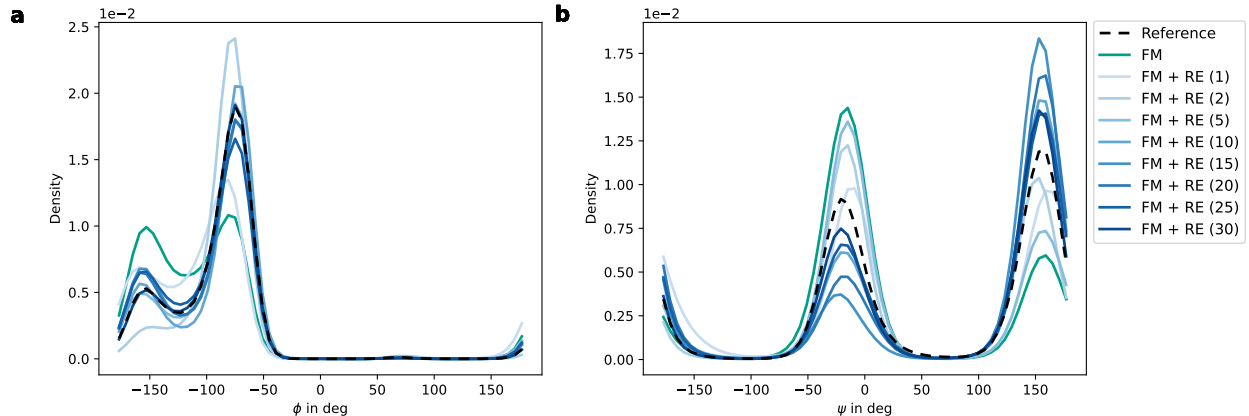 a
1e−2
2.5
2.0
1.5
1.0
0.5
0.0
Density
−150
−100
−50
0
50
100
150
ϕ in deg
b
1e−2
1.75
1.50
1.25
1.00
0.75
0.50
0.25
0.00
Density
−150
−100
−50
0
50
100
150
ψ in deg
Reference
FM
FM + RE (1)
FM + RE (2)
FM + RE (5)
FM + RE (10)
FM + RE (15)
FM + RE (20)
FM + RE (25)
FM + RE (30)